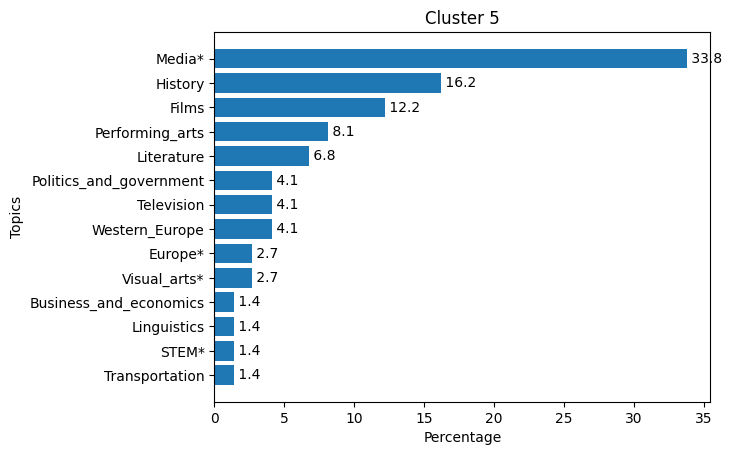 Cluster 5
Topics
Media* 33.8
History 16.2
Films 12.2
Performing_arts 8.1
Literature 6.8
Politics_and_government 4.1
Television 4.1
Western_Europe 4.1
Europe* 2.7
Visual_arts* 2.7
Business_and_economics 1.4
Linguistics 1.4
STEM* 1.4
Transportation 1.4
0 5 10 15 20 25 30 35
Percentage